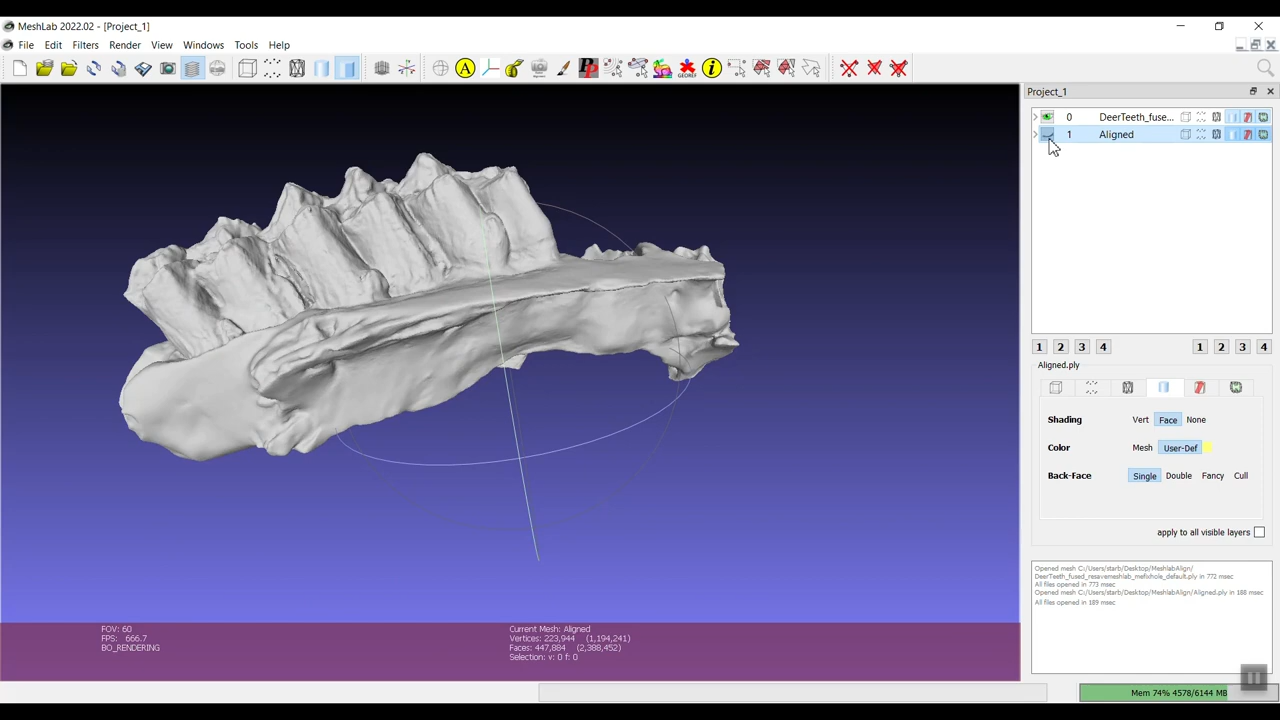 MeshLab 2022.02 - [Project_1]
File Edit Filters Render View Windows Tools Help
A PP GEOREF i
Project_1
0 DeerTeeth_fuse...
1 Aligned
1 2 3 4 1 2 3 4
Aligned.ply
Shading Vert Face None
Color Mesh User-Def
Back-Face Single Double Fancy Cull
apply to all visible layers
Opened mesh C:/Users/starb/Desktop/MeshlabAlign/
DeerTeeth_fused_resavemeshlab_mefixhole_default.ply in 772 msec
All files opened in 773 msec
Opened mesh C:/Users/starb/Desktop/MeshlabAlign/Aligned.ply in 188 msec
All files opened in 189 msec
FOV: 60
FPS: 666.7
BO_RENDERING
Current Mesh: Aligned
Vertices: 223,944 (1,194,241)
Faces: 447,884 (2,388,452)
Selection: v: 0 f: 0
Mem 74% 4578/6144 MB